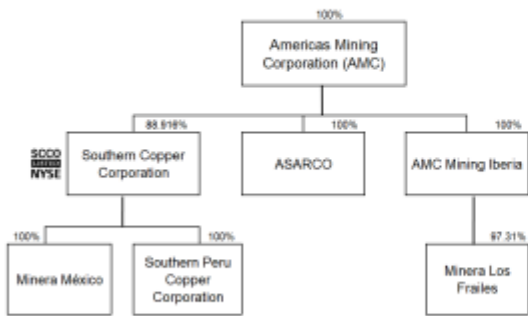 100%
Americas Mining
Corporation (AMC)
88.916%
100%
100%
SCCO
NYSE
Southern Copper
Corporation
ASARCO
AMC Mining Iberia
100%
100%
97.31%
Minera México
Southern Peru
Copper
Corporation
Minera Los
Frailes